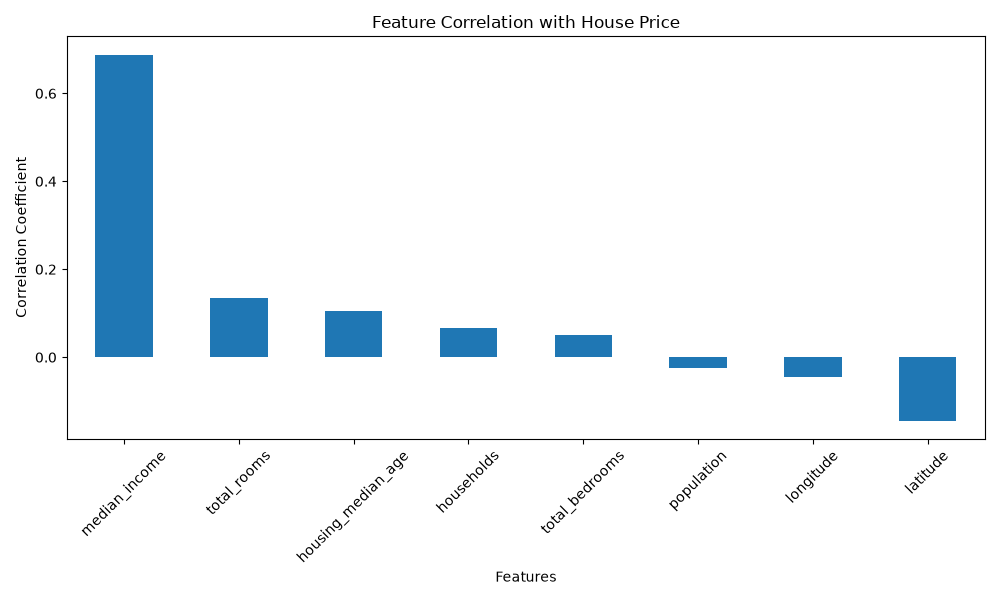 Feature Correlation with House Price
Correlation Coefficient
0.6
0.4
0.2
0.0
median_income
total_rooms
housing_median_age
households
total_bedrooms
population
longitude
latitude
Features